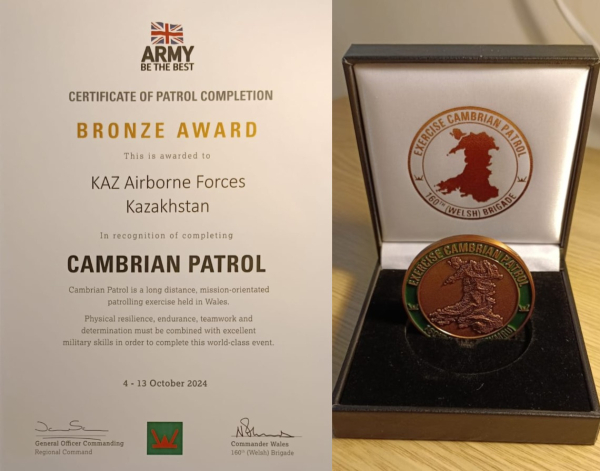 ARMY
BE THE BEST
CERTIFICATE OF PATROL COMPLETION
BRONZE AWARD
This is awarded to
KAZ Airborne Forces
Kazakhstan
In recognition of completing
CAMBRIAN PATROL
Cambrian Patrol is a long distance, mission-orientated
patrolling exercise held in Wales.
Physical resilience, endurance, teamwork and
determination must be combined with excellent
military skills in order to complete this world-class event.
4 - 13 October 2024
General Officer Commanding
Regional Command
Commander Wales
160th (Welsh) Brigade
EXERCISE CAMBRIAN PATROL
160TH (WELSH) BRIGADE
EXERCISE CAMBRIAN PATROL